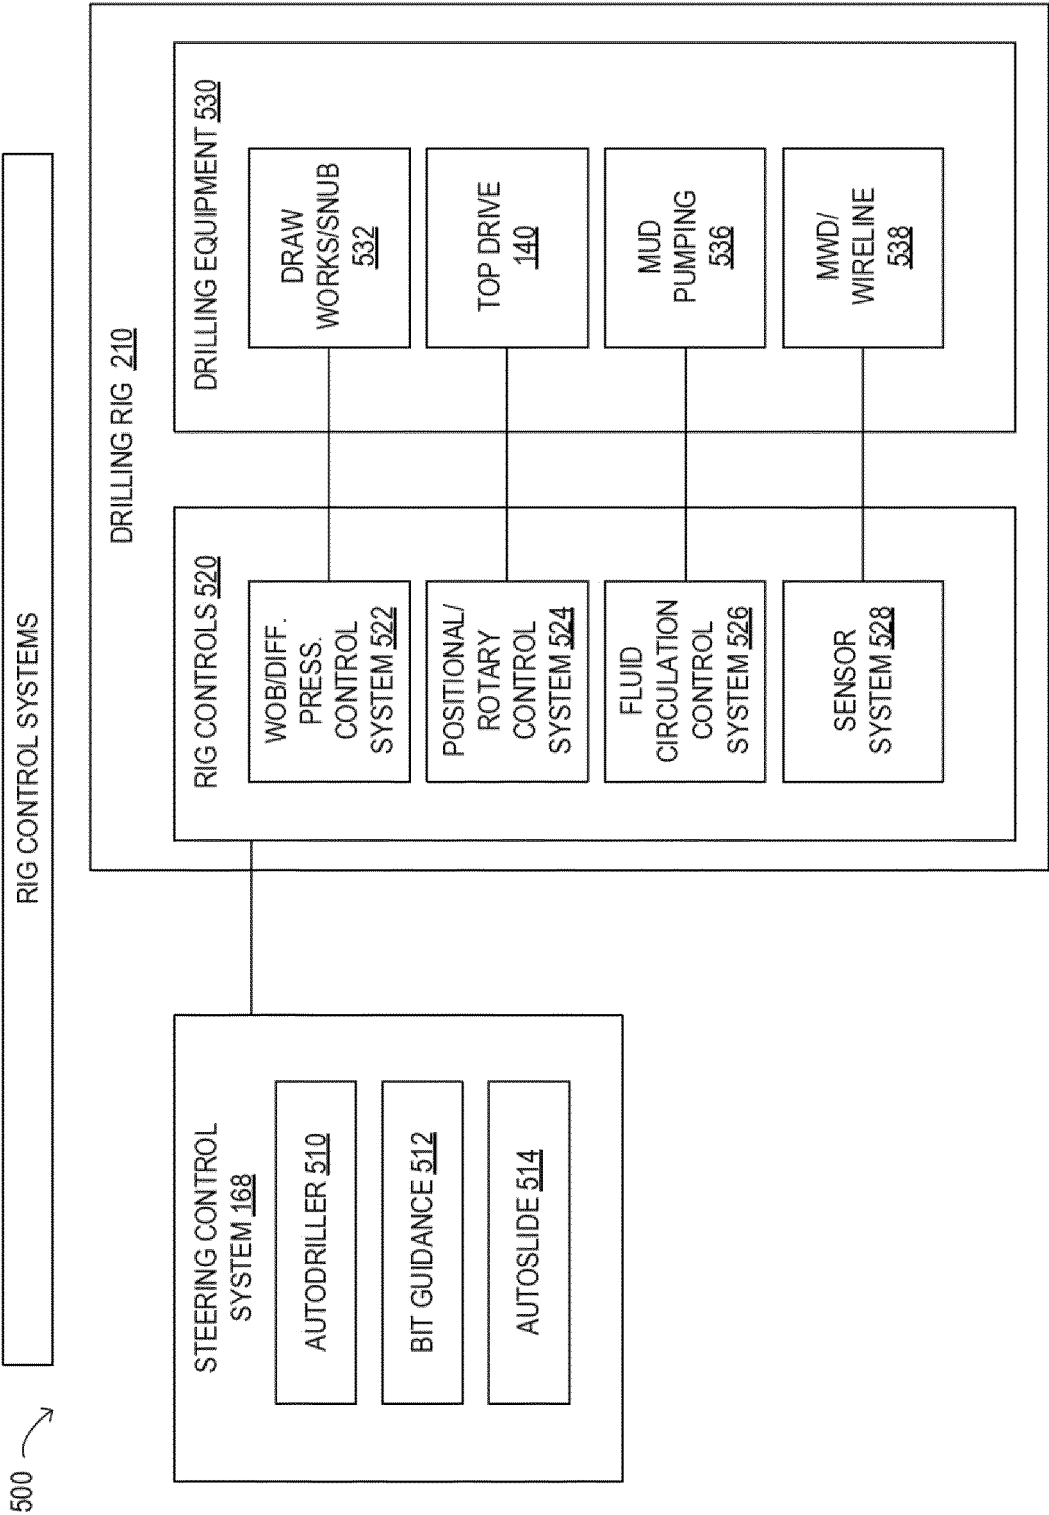 500
RIG CONTROL SYSTEMS
STEERING CONTROL
SYSTEM 168
AUTODRILLER 510
BIT GUIDANCE 512
AUTOSLIDE 514
DRILLING RIG 210
RIG CONTROLS 520
WOB/DIFF.
PRESS.
CONTROL
SYSTEM 522
POSITIONAL/
ROTARY
CONTROL
SYSTEM 524
FLUID
CIRCULATION
CONTROL
SYSTEM 526
SENSOR
SYSTEM 528
DRILLING EQUIPMENT 530
DRAW
WORKS/SNUB
532
TOP DRIVE
140
MUD
PUMPING
536
MWD/
WIRELINE
538